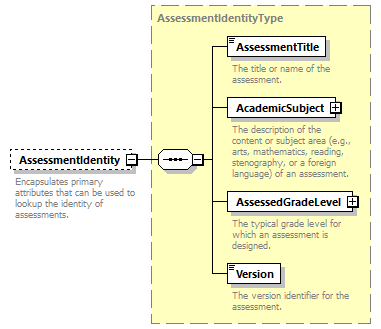 AssessmentIdentityType
AssessmentTitle
The title or name of the
assessment.
AcademicSubject
The description of the
content or subject area (e.g.,
arts, mathematics, reading,
stenography, or a foreign
language) of an assessment.
AssessmentIdentity
Encapsulates primary
attributes that can be used to
lookup the identity of
assessments.
AssessedGradeLevel
The typical grade level for
which an assessment is
designed.
Version
The version identifier for the
assessment.